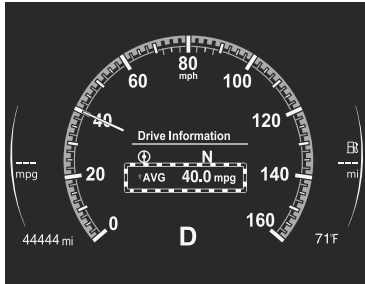 80
mph
60
100
40
120
Drive Information
N
---
mpg
AVG 40.0 mpg
20
140
---
mi
0
160
44444 mi
D
71°F